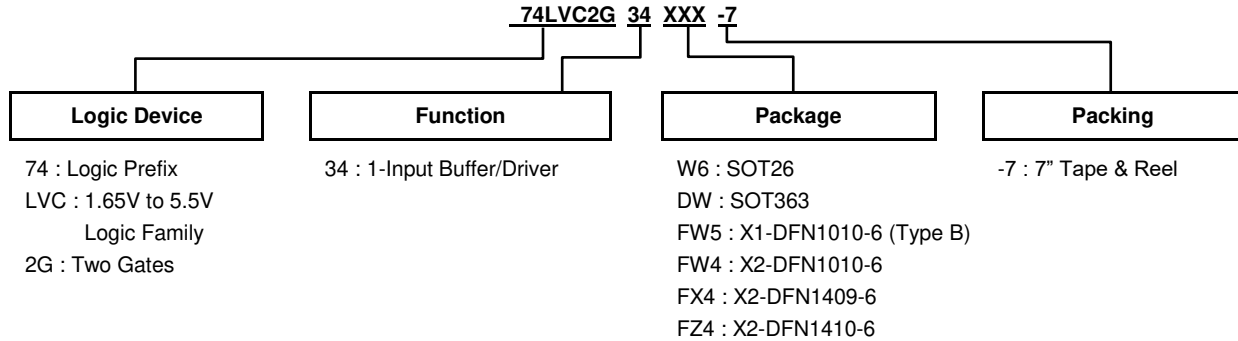 74LVC2G 34 XXX -7
Logic Device
74 : Logic Prefix
LVC : 1.65V to 5.5V
Logic Family
2G : Two Gates
Function
34 : 1-Input Buffer/Driver
Package
W6 : SOT26
DW : SOT363
FW5 : X1-DFN1010-6 (Type B)
FW4 : X2-DFN1010-6
FX4 : X2-DFN1409-6
FZ4 : X2-DFN1410-6
Packing
-7 : 7” Tape & Reel